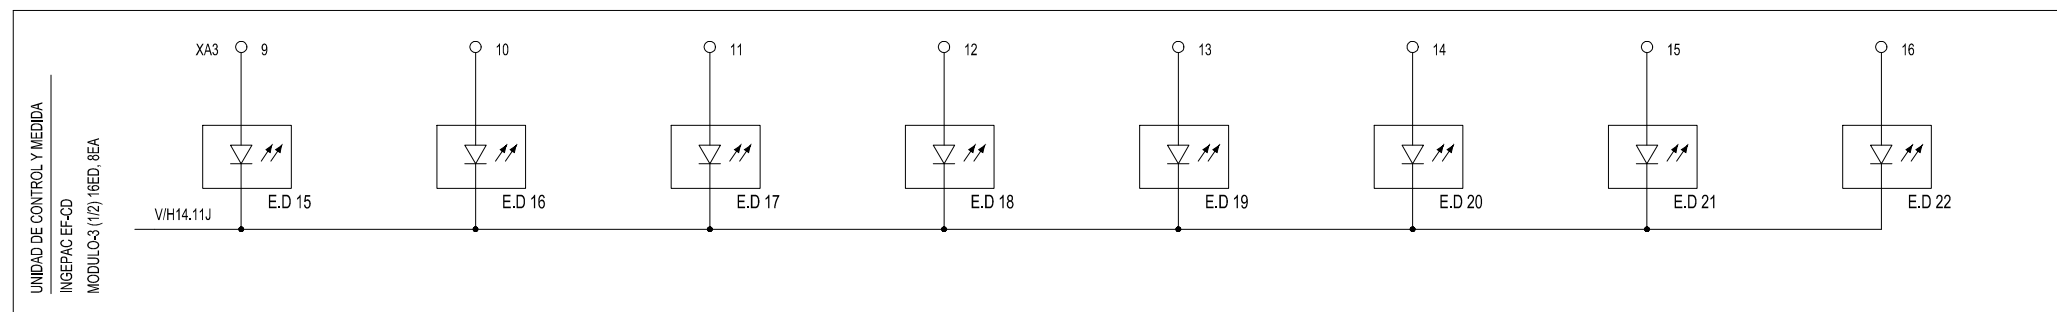 XA3 9 10 11 12 13 14 15 16
E.D 15 E.D 16 E.D 17 E.D 18 E.D 19 E.D 20 E.D 21 E.D 22
V/H14.11J
UNIDAD DE CONTROL Y MEDIDA
INGEPAC EF-CD
MODULO-3 (1/2) 16ED, 8EA